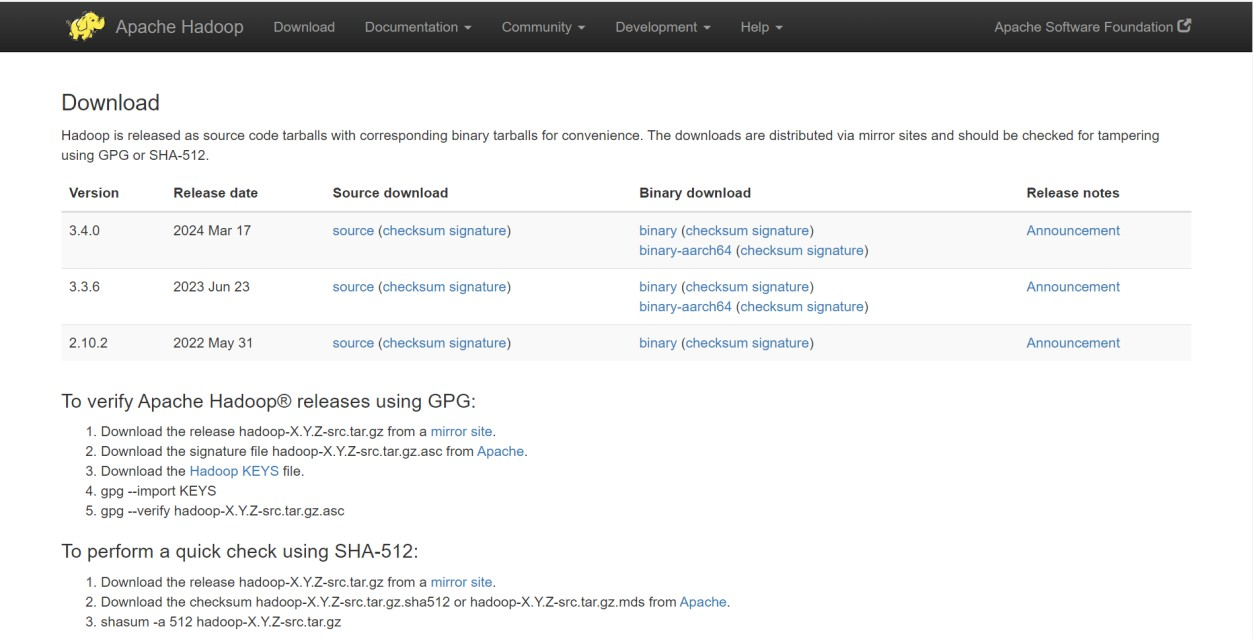 Apache Hadoop Download Documentation Community Development Help Apache Software Foundation
Download
Hadoop is released as source code tarballs with corresponding binary tarballs for convenience. The downloads are distributed via mirror sites and should be checked for tampering
using GPG or SHA-512.
Version Release date Source download Binary download Release notes
3.4.0 2024 Mar 17 source (checksum signature) binary (checksum signature) Announcement
binary-aarch64 (checksum signature)
3.3.6 2023 Jun 23 source (checksum signature) binary (checksum signature) Announcement
binary-aarch64 (checksum signature)
2.10.2 2022 May 31 source (checksum signature) binary (checksum signature) Announcement
To verify Apache Hadoop® releases using GPG:
1. Download the release hadoop-X.Y.Z-src.tar.gz from a mirror site.
2. Download the signature file hadoop-X.Y.Z-src.tar.gz.asc from Apache.
3. Download the Hadoop KEYS file.
4. gpg --import KEYS
5. gpg --verify hadoop-X.Y.Z-src.tar.gz.asc
To perform a quick check using SHA-512:
1. Download the release hadoop-X.Y.Z-src.tar.gz from a mirror site.
2. Download the checksum hadoop-X.Y.Z-src.tar.gz.sha512 or hadoop-X.Y.Z-src.tar.gz.mds from Apache.
3. shasum -a 512 hadoop-X.Y.Z-src.tar.gz